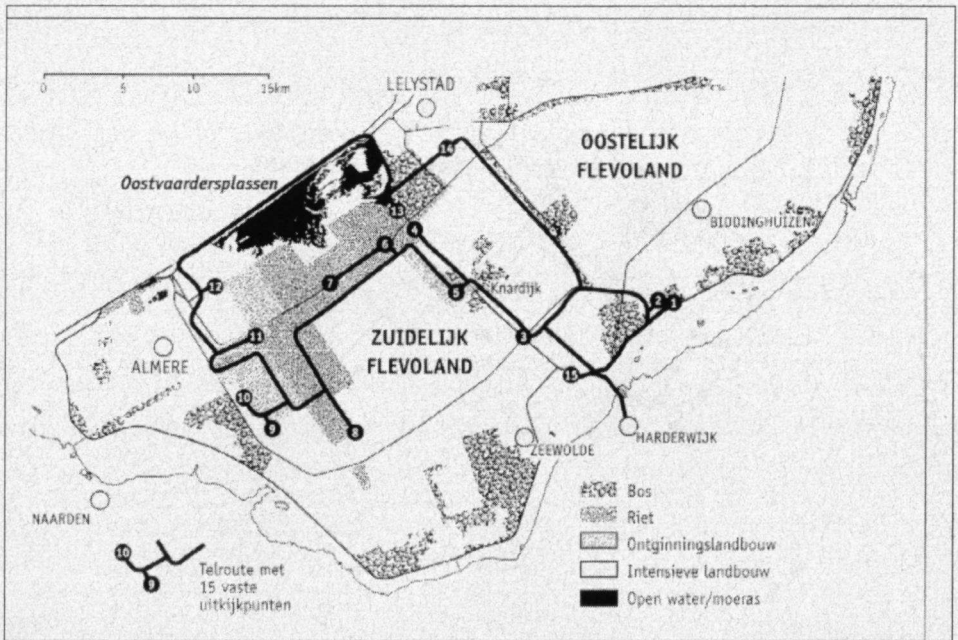 0 5 10 15km
LELYSTAD
OOSTELIJK
FLEVOLAND
Oostvaardersplassen
14
BIDDINGHUIZEN
13
4
6
12
7
5
Knardijk
2 1
3
11
ZUIDELIJK
FLEVOLAND
ALMERE
15
10
9
8
HARDERWIJK
ZEEWOLDE
NAARDEN
Bos
Riet
Ontginningslandbouw
Intensieve landbouw
Open water/moeras
10
9
Telroute met
15 vaste
uitkijkpunten